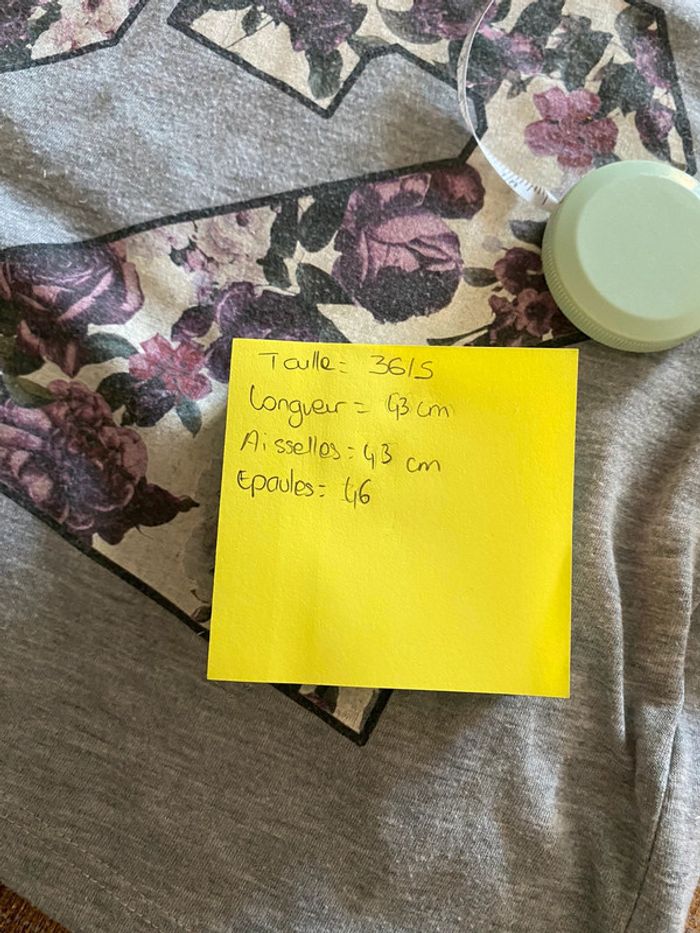 Taille = 36/S
Longueur = 43 cm
Aisselles = 43 cm
Epaules = 46